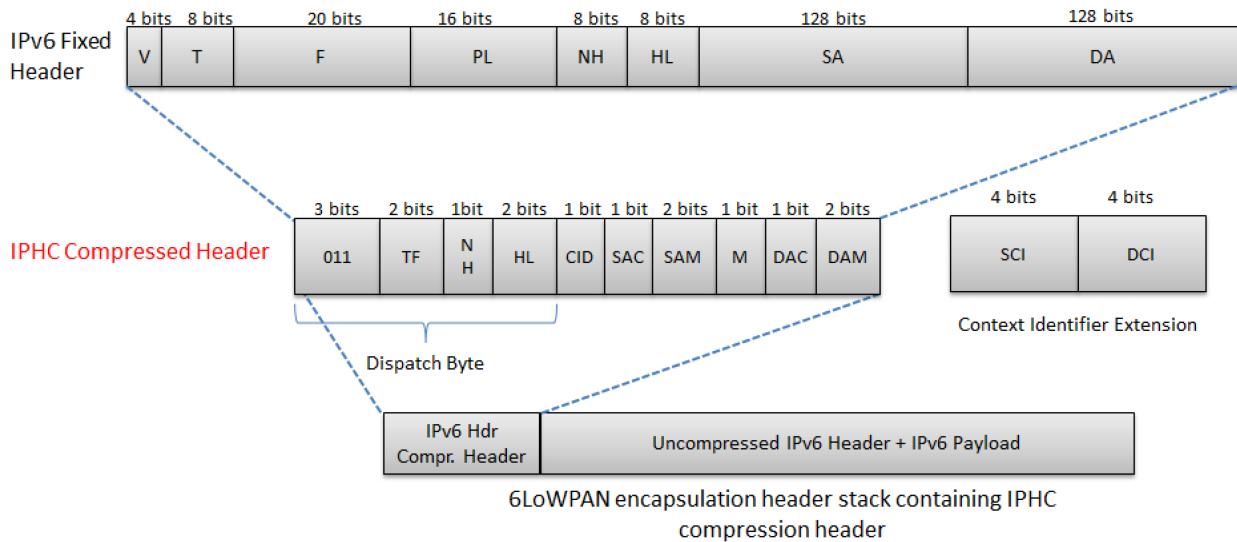 4 bits 8 bits 20 bits 16 bits 8 bits 8 bits 128 bits 128 bits
IPv6 Fixed
Header
V T F PL NH HL SA DA
3 bits 2 bits 1bit 2 bits 1 bit 1 bit 2 bits 1 bit 1 bit 2 bits 4 bits 4 bits
IPHC Compressed Header
011 TF N
H HL CID SAC SAM M DAC DAM SCI DCI
Context Identifier Extension
Dispatch Byte
IPv6 Hdr
Compr. Header
Uncompressed IPv6 Header + IPv6 Payload
6LoWPAN encapsulation header stack containing IPHC
compression header